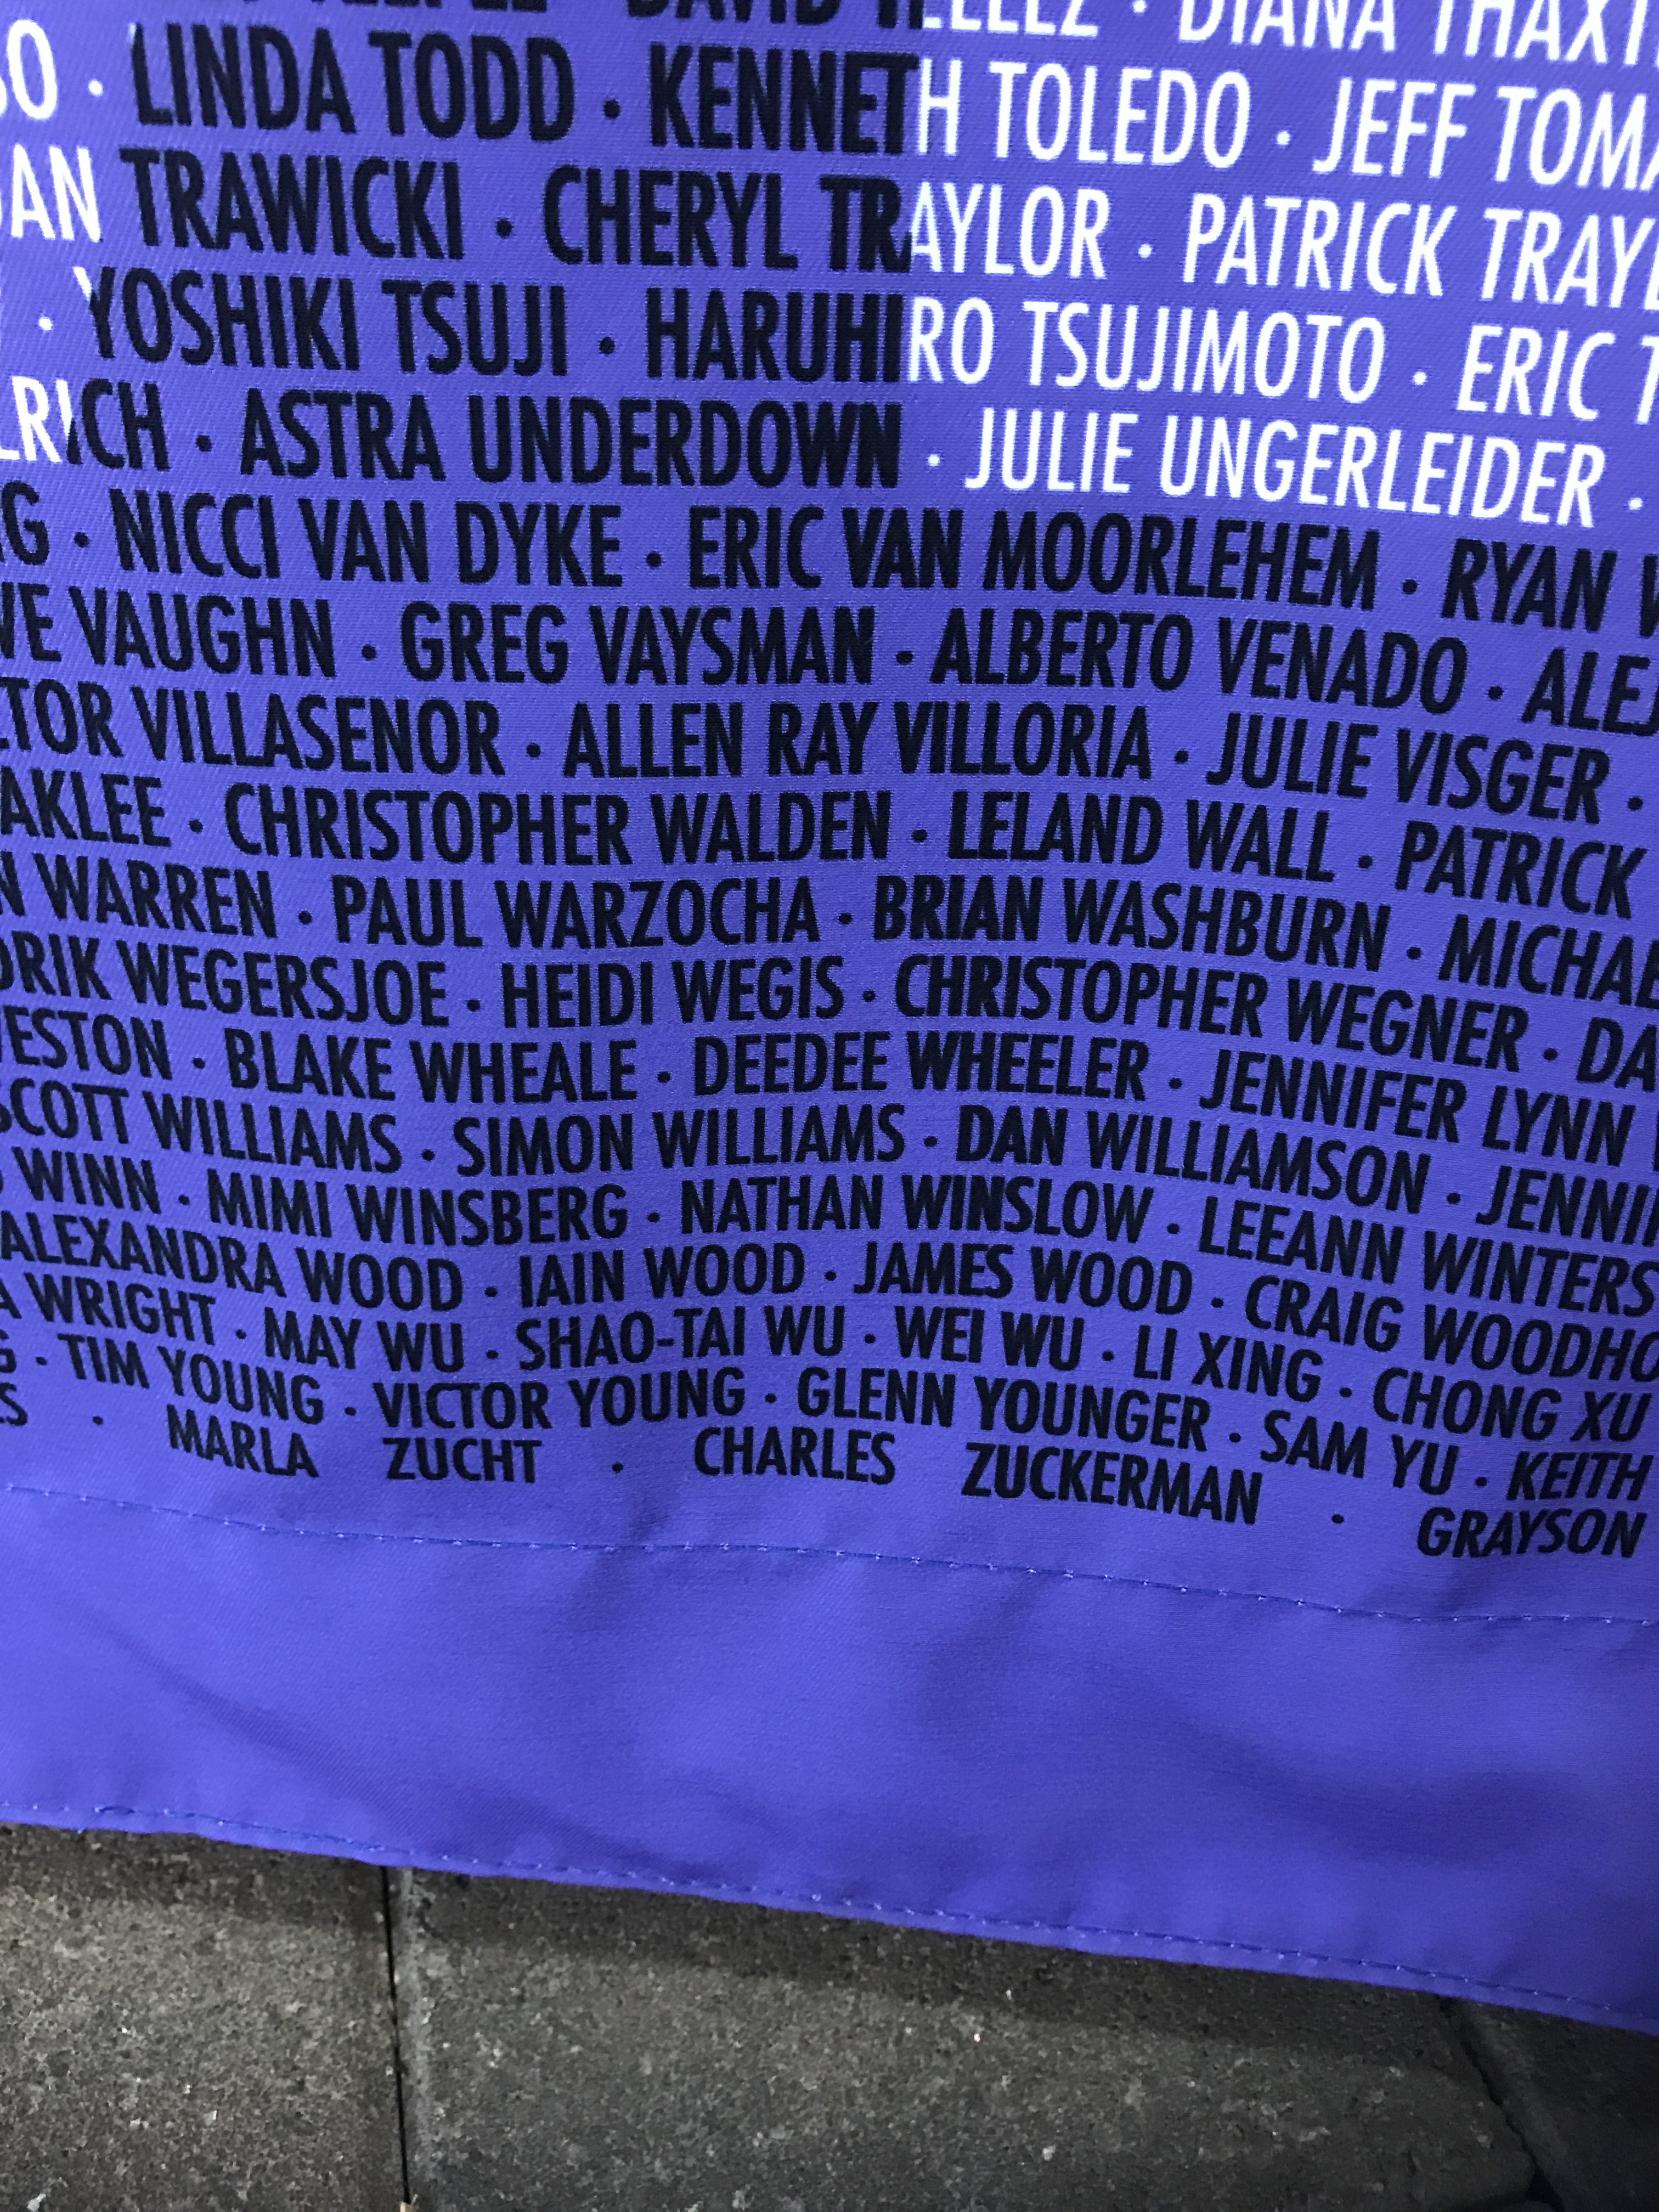 DAVID · DIANA
· LINDA TODD · KENNETH TOLEDO · JEFF
TRAWICKI · CHERYL TRAYLOR · PATRICK
· YOSHIKI TSUJI · HARUHIRO TSUJIMOTO · ERIC
· ASTRA UNDERDOWN · JULIE UNGERLEIDER ·
· NICCI VAN DYKE · ERIC VAN MOORLEHEM · RYAN
VAUGHN · GREG VAYSMAN · ALBERTO VENADO ·
VILLASENOR · ALLEN RAY VILLORIA · JULIE VISGER ·
· CHRISTOPHER WALDEN · LELAND WALL · PATRICK
WARREN · PAUL WARZOCHA · BRIAN WASHBURN ·
WEGERSJOE · HEIDI WEGIS · CHRISTOPHER WEGNER ·
· BLAKE WHEALE · DEEDEE WHEELER · JENNIFER LYNN
SCOTT WILLIAMS · SIMON WILLIAMS · DAN WILLIAMSON ·
WINN · MIMI WINSBERG · NATHAN WINSLOW · LEEANN WINTERS
ALEXANDRA WOOD · IAIN WOOD · JAMES WOOD · CRAIG
WRIGHT · MAY WU · SHAO-TAI WU · WEI WU · LI XING · CHONG XU
· TIM YOUNG · VICTOR YOUNG · GLENN YOUNGER · SAM YU · KEITH
· MARLA ZUCHT · CHARLES ZUCKERMAN · GRAYSON